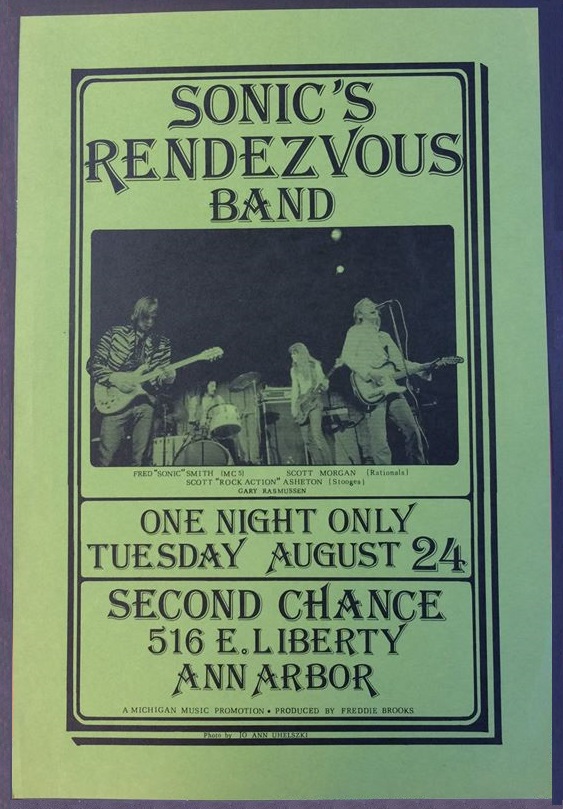 SONIC'S
RENDEZVOUS
BAND
FRED "SONIC" SMITH (MC5) SCOTT MORGAN (Rationals)
SCOTT "ROCK ACTION" ASHETON (Stooges)
GARY RASMUSSEN
ONE NIGHT ONLY
TUESDAY AUGUST 24
SECOND CHANCE
516 E. LIBERTY
ANN ARBOR
A MICHIGAN MUSIC PROMOTION • PRODUCED BY FREDDIE BROOKS
Photo by JO ANN UHELSZKI